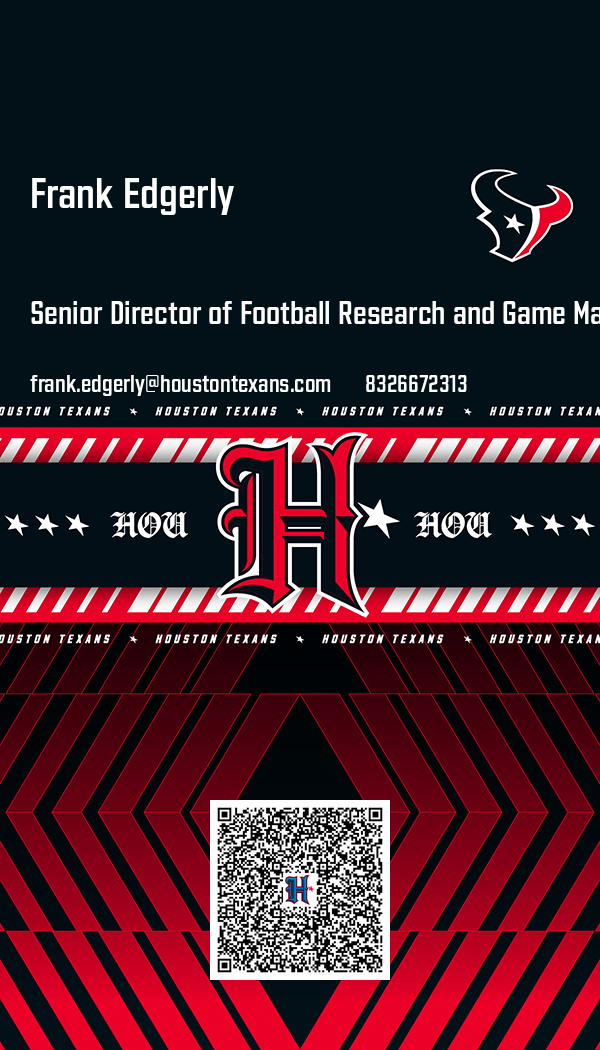 Frank Edgerly
Senior Director of Football Research and Game Ma
frank.edgerly@houstontexans.com 8326672313
OUSTON TEXANS HOUSTON TEXANS HOUSTON TEXANS HOUSTON TEXAN
HOU H HOU
OUSTON TEXANS HOUSTON TEXANS HOUSTON TEXANS HOUSTON TEXAN
H